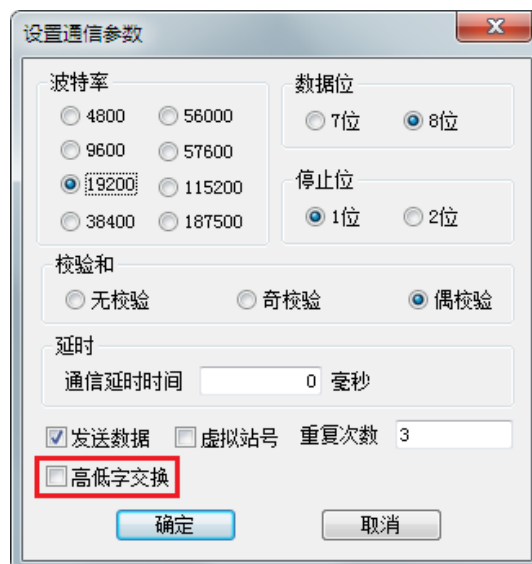 设置通信参数
波特率
4800 56000
9600 57600
19200 115200
38400 187500
数据位
7位 8位
停止位
1位 2位
校验和
无校验 奇校验 偶校验
延时
通信延时时间 0 毫秒
发送数据 虚拟站号 重复次数 3
高低字交换
确定 取消